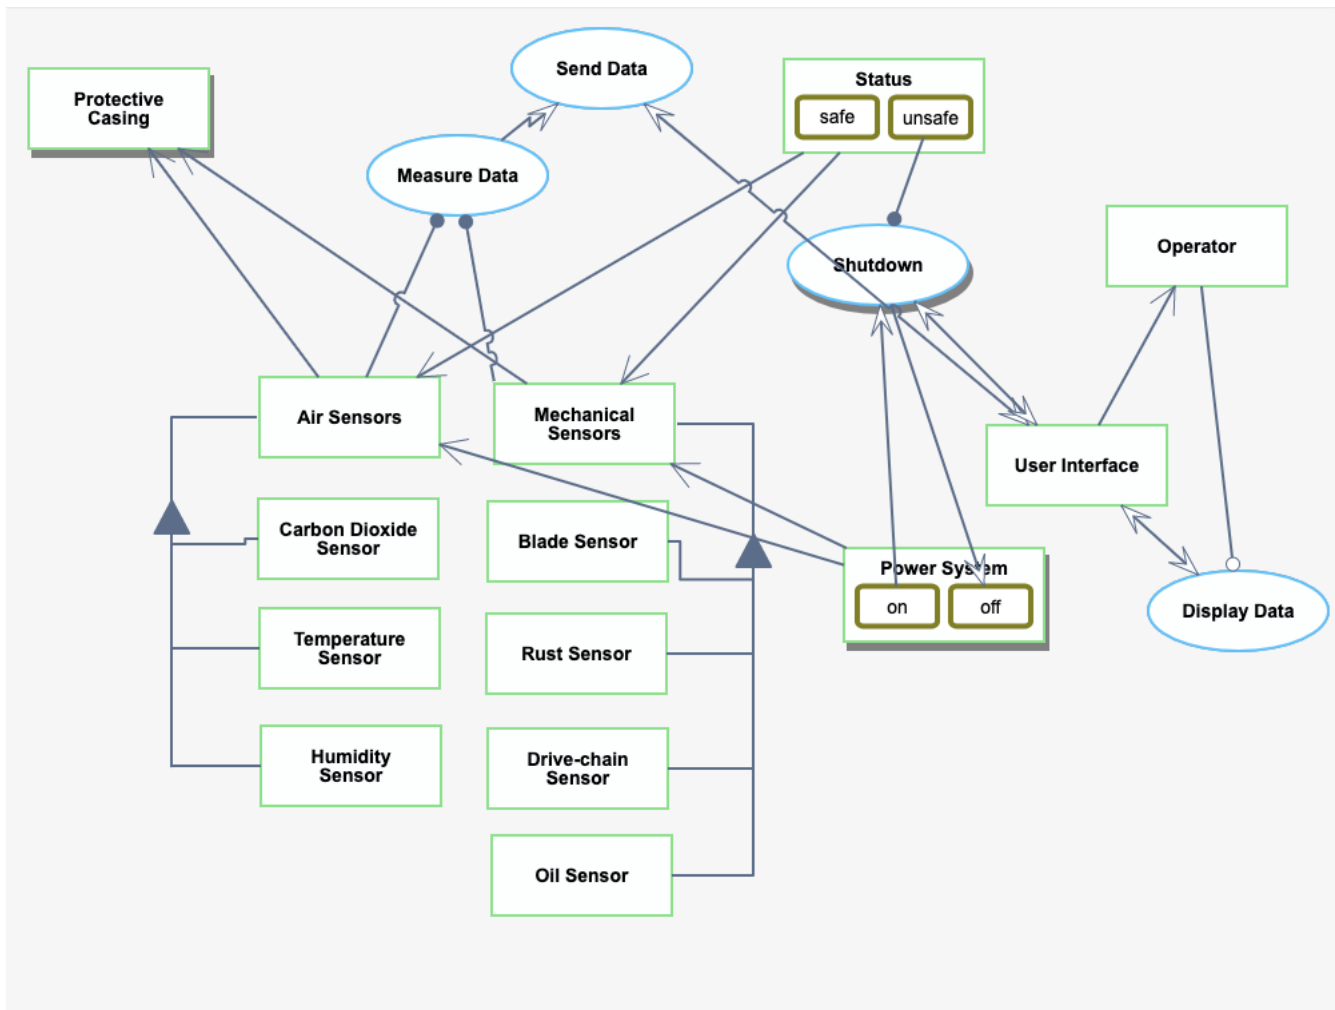 Protective
Casing
Send Data
Status
safe
unsafe
Measure Data
Shutdown
Operator
Air Sensors
Mechanical
Sensors
User Interface
Carbon Dioxide
Sensor
Blade Sensor
Power System
on
off
Display Data
Temperature
Sensor
Rust Sensor
Humidity
Sensor
Drive-chain
Sensor
Oil Sensor